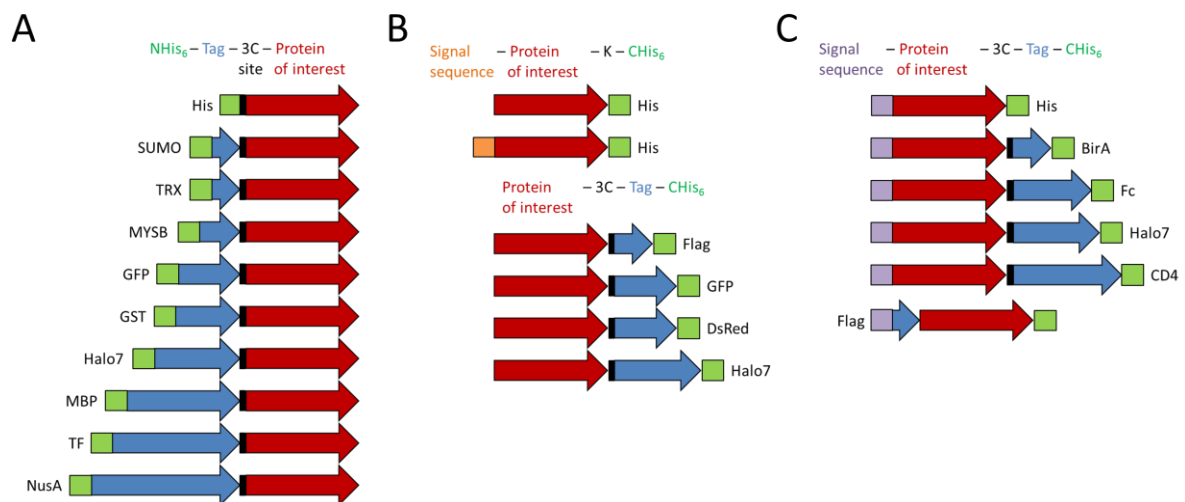 A
NHis6 – Tag – 3C – Protein
site of interest
His
SUMO
TRX
MYSB
GFP
GST
Halo7
MBP
TF
NusA
B
Signal – Protein – K – CHis6
sequence of interest
His
His
Protein – 3C – Tag – CHis6
of interest
Flag
GFP
DsRed
Halo7
C
Signal – Protein – 3C – Tag – CHis6
sequence of interest
His
BirA
Fc
Halo7
CD4
Flag